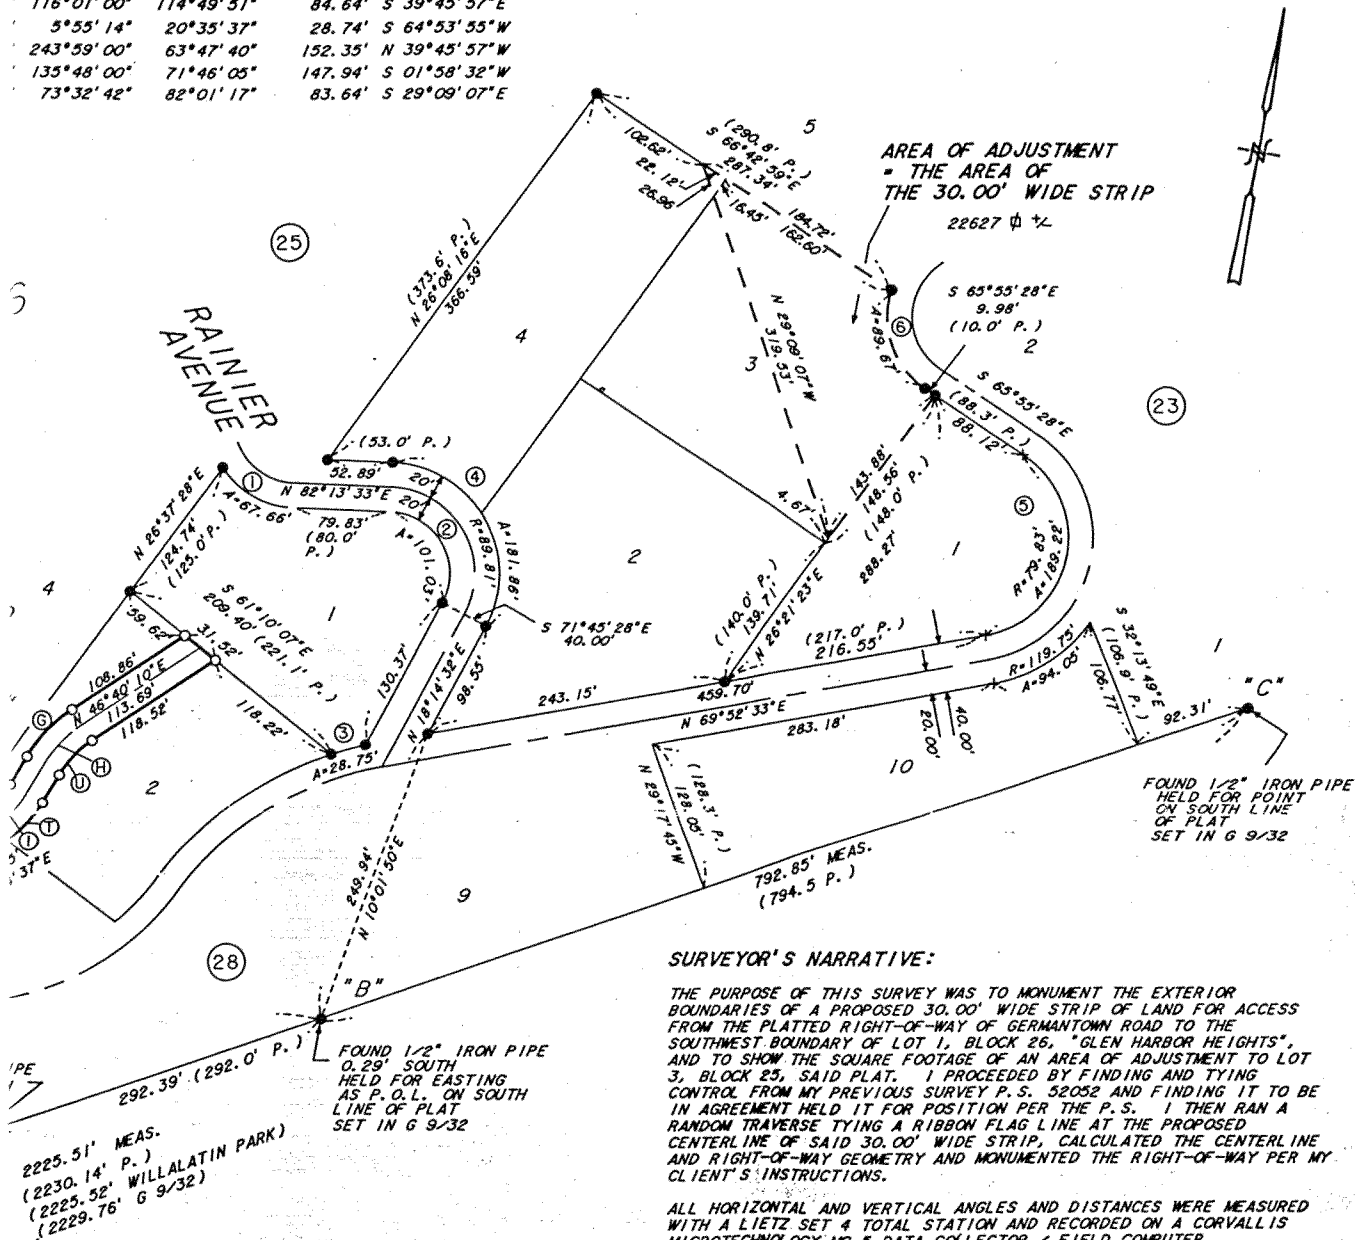 116°01'00" 114°49'51" 84.64' S 39°45'57"E
5°55'14" 20°35'37" 28.74' S 64°53'55"W
243°59'00" 63°47'40" 152.35' N 39°45'57"W
135°48'00" 71°46'05" 147.94' S 01°58'32"W
73°32'42" 82°01'17" 83.64' S 29°09'07"E
5
(290.8' P.)
S 66°42'59"E
287.34'
102.62'
22.12'
26.96
16.45'
184.72'
162.60'
AREA OF ADJUSTMENT
= THE AREA OF
THE 30.00' WIDE STRIP
22627 ф +/-
25
(373.6' P.)
N 26°08'16"E
366.59'
4
N 29°09'07"W
319.53'
3
A=89.67'
6
S 65°55'28"E
9.98'
(10.0' P.)
2
S 65°55'28"E
(88.3' P.)
88.12'
23
RAINIER
AVENUE
(53.0' P.)
52.89'
20'
20'
4
1
N 82°13'33"E
79.83'
(80.0'
P.)
A=67.66'
2
A=101.03'
R=89.81'
A=181.86'
N 26°37'28"E
124.74'
(125.0' P.)
4.67'
143.88'
148.56'
(148.0' P.)
288.27'
5
R=79.83'
A=189.22'
1
2
4
S 61°10'07"E
209.40' (221.1' P.)
1
59.62'
31.52'
118.22'
S 71°45'28"E
40.00'
(140.0' P.)
139.71'
N 26°21'23"E
(217.0' P.)
216.55'
108.86'
N 46°40'10"E
113.69'
118.52'
130.37'
N 18°14'32"E
98.55'
243.15'
459.70'
N 69°52'33"E
283.18'
R=119.75'
A=94.05'
S 32°13'49"E
(106.9' P.)
106.77'
1
"C"
92.31'
20.00'
40.00'
3
A=28.75'
G
H
U
T
I
2
37"E
10
N 29°17'45"W
(128.3' P.)
128.05'
FOUND 1/2" IRON PIPE
HELD FOR POINT
ON SOUTH LINE
OF PLAT
SET IN G 9/32
249.94'
N 10°01'50"E
9
792.85' MEAS.
(794.5 P.)
28
"B"
FOUND 1/2" IRON PIPE
0.29' SOUTH
HELD FOR EASTING
AS P.O.L. ON SOUTH
LINE OF PLAT
SET IN G 9/32
292.39' (292.0' P.)
2225.51' MEAS.
(2230.14' P.)
(2225.52' WILLALATIN PARK)
(2229.76' G 9/32)
SURVEYOR'S NARRATIVE:
THE PURPOSE OF THIS SURVEY WAS TO MONUMENT THE EXTERIOR
BOUNDARIES OF A PROPOSED 30.00' WIDE STRIP OF LAND FOR ACCESS
FROM THE PLATTED RIGHT-OF-WAY OF GERMANTOWN ROAD TO THE
SOUTHWEST BOUNDARY OF LOT 1, BLOCK 26, "GLEN HARBOR HEIGHTS",
AND TO SHOW THE SQUARE FOOTAGE OF AN AREA OF ADJUSTMENT TO LOT
3, BLOCK 25, SAID PLAT. I PROCEEDED BY FINDING AND TYING
CONTROL FROM MY PREVIOUS SURVEY P.S. 52052 AND FINDING IT TO BE
IN AGREEMENT HELD IT FOR POSITION PER THE P.S. I THEN RAN A
RANDOM TRAVERSE TYING A RIBBON FLAG LINE AT THE PROPOSED
CENTERLINE OF SAID 30.00' WIDE STRIP, CALCULATED THE CENTERLINE
AND RIGHT-OF-WAY GEOMETRY AND MONUMENTED THE RIGHT-OF-WAY PER MY
CLIENT'S INSTRUCTIONS.
ALL HORIZONTAL AND VERTICAL ANGLES AND DISTANCES WERE MEASURED
WITH A LIETZ SET 4 TOTAL STATION AND RECORDED ON A CORVALLIS